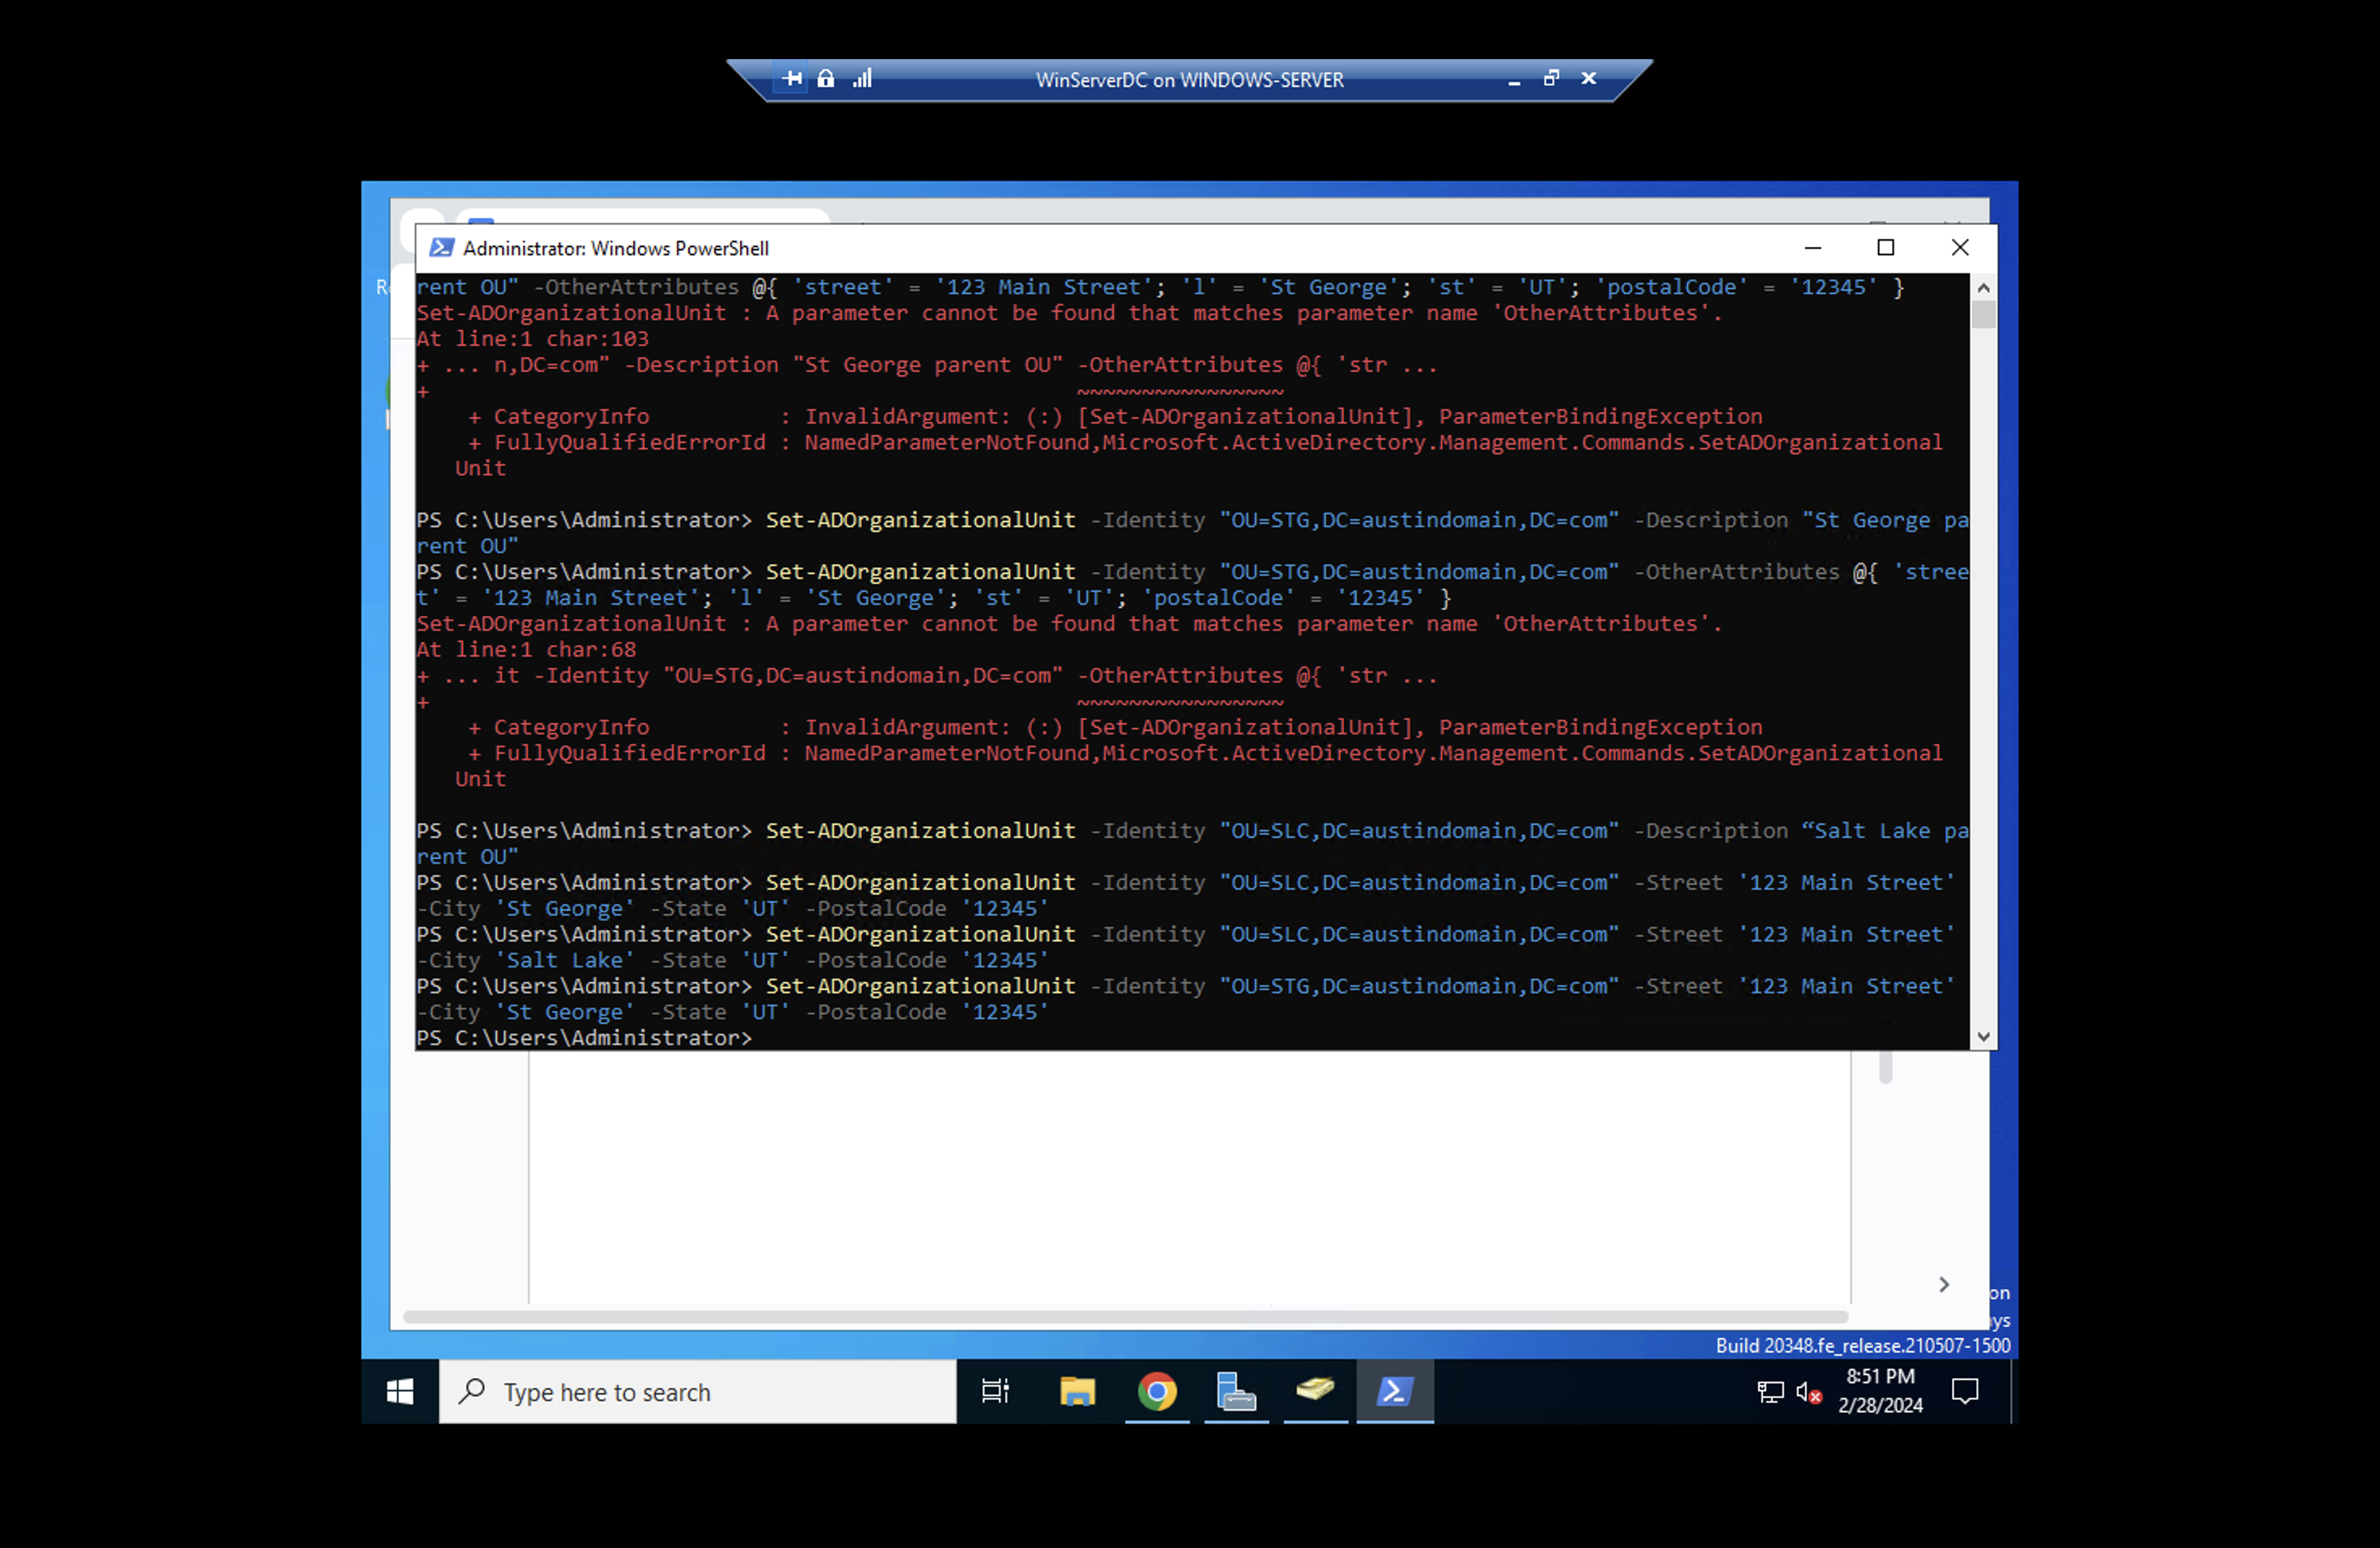 WinServerDC on WINDOWS-SERVER
Administrator: Windows PowerShell
rent OU" -OtherAttributes @{ 'street' = '123 Main Street'; 'l' = 'St George'; 'st' = 'UT'; 'postalCode' = '12345' }
Set-ADOrganizationalUnit : A parameter cannot be found that matches parameter name 'OtherAttributes'.
At line:1 char:103
+ ... n,DC=com" -Description "St George parent OU" -OtherAttributes @{ 'str ...
+                                                  ~~~~~~~~~~~~~~~~
    + CategoryInfo          : InvalidArgument: (:) [Set-ADOrganizationalUnit], ParameterBindingException
    + FullyQualifiedErrorId : NamedParameterNotFound,Microsoft.ActiveDirectory.Management.Commands.SetADOrganizational
   Unit
PS C:\Users\Administrator> Set-ADOrganizationalUnit -Identity "OU=STG,DC=austindomain,DC=com" -Description "St George pa
rent OU"
PS C:\Users\Administrator> Set-ADOrganizationalUnit -Identity "OU=STG,DC=austindomain,DC=com" -OtherAttributes @{ 'stree
t' = '123 Main Street'; 'l' = 'St George'; 'st' = 'UT'; 'postalCode' = '12345' }
Set-ADOrganizationalUnit : A parameter cannot be found that matches parameter name 'OtherAttributes'.
At line:1 char:68
+ ... it -Identity "OU=STG,DC=austindomain,DC=com" -OtherAttributes @{ 'str ...
+                                                  ~~~~~~~~~~~~~~~~
    + CategoryInfo          : InvalidArgument: (:) [Set-ADOrganizationalUnit], ParameterBindingException
    + FullyQualifiedErrorId : NamedParameterNotFound,Microsoft.ActiveDirectory.Management.Commands.SetADOrganizational
   Unit
PS C:\Users\Administrator> Set-ADOrganizationalUnit -Identity "OU=SLC,DC=austindomain,DC=com" -Description “Salt Lake pa
rent OU"
PS C:\Users\Administrator> Set-ADOrganizationalUnit -Identity "OU=SLC,DC=austindomain,DC=com" -Street '123 Main Street'
-City 'St George' -State 'UT' -PostalCode '12345'
PS C:\Users\Administrator> Set-ADOrganizationalUnit -Identity "OU=SLC,DC=austindomain,DC=com" -Street '123 Main Street'
-City 'Salt Lake' -State 'UT' -PostalCode '12345'
PS C:\Users\Administrator> Set-ADOrganizationalUnit -Identity "OU=STG,DC=austindomain,DC=com" -Street '123 Main Street'
-City 'St George' -State 'UT' -PostalCode '12345'
PS C:\Users\Administrator>
on
ys
Build 20348.fe_release.210507-1500
Type here to search
8:51 PM
2/28/2024